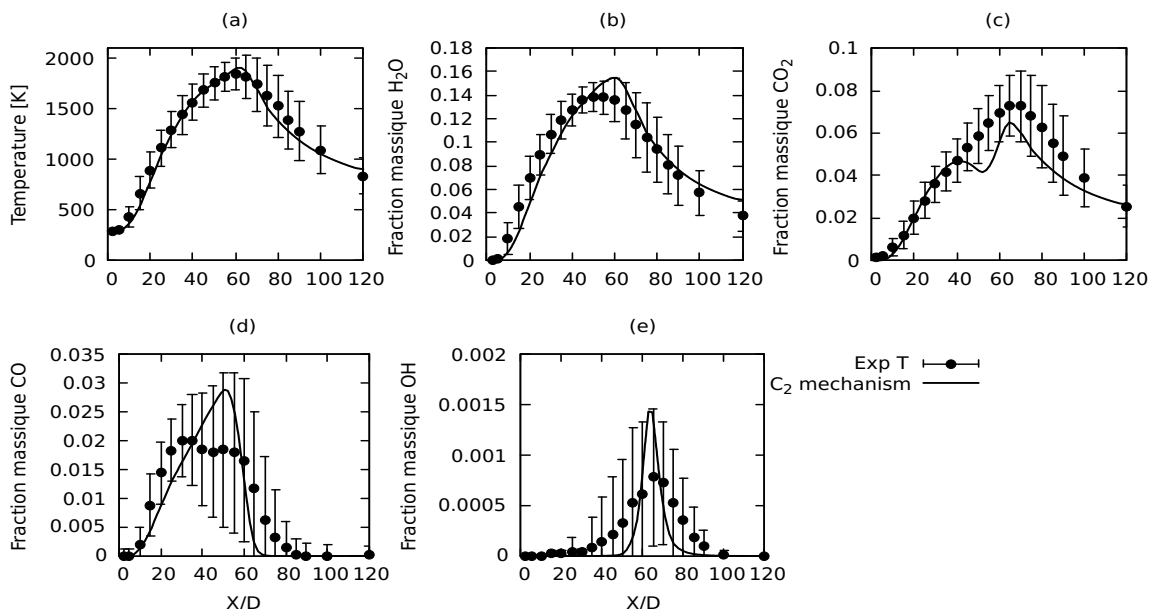 (a)
Temperature [K]
2000
1500
1000
500
0
0 20 40 60 80 100 120
(b)
Fraction massique H2O
0.18
0.16
0.14
0.12
0.1
0.08
0.06
0.04
0.02
0
0 20 40 60 80 100 120
(c)
Fraction massique CO2
0.1
0.08
0.06
0.04
0.02
0
0 20 40 60 80 100 120
(d)
Fraction massique CO
0.035
0.03
0.025
0.02
0.015
0.01
0.005
0
0 20 40 60 80 100 120
X/D
(e)
Fraction massique OH
0.002
0.0015
0.001
0.0005
0
0 20 40 60 80 100 120
X/D
Exp T
C2 mechanism